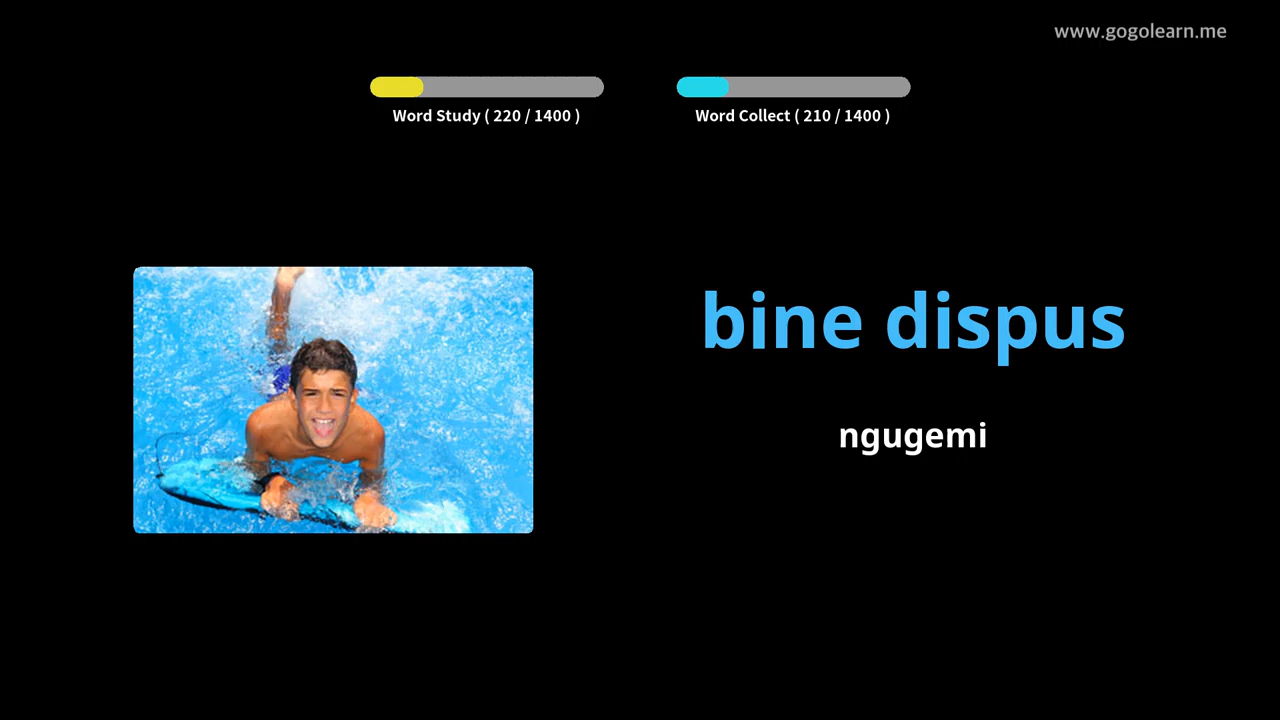 www.gogolearn.me
Word Study ( 220 / 1400 )
Word Collect ( 210 / 1400 )
bine dispus
ngugemi